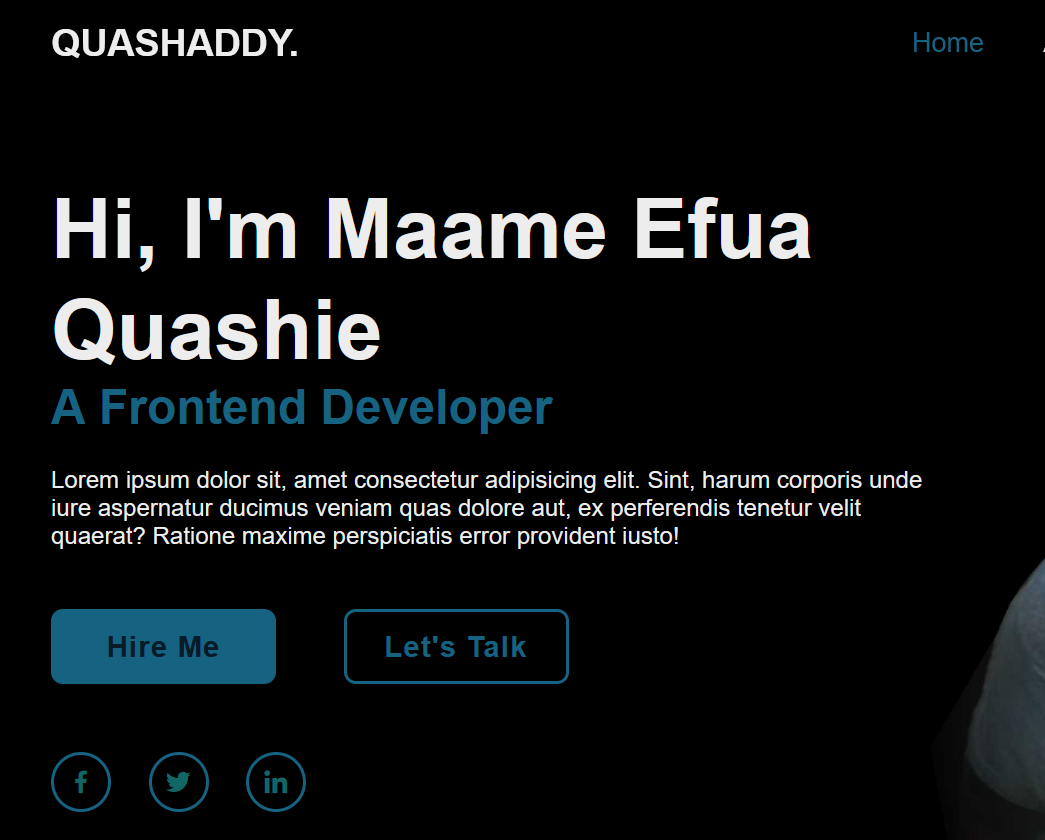 QUASHADDY.
Home
Hi, I'm Maame Efua
Quashie
A Frontend Developer
Lorem ipsum dolor sit, amet consectetur adipisicing elit. Sint, harum corporis unde
iure aspernatur ducimus veniam quas dolore aut, ex perferendis tenetur velit
quaerat? Ratione maxime perspiciatis error provident iusto!
Hire Me
Let's Talk